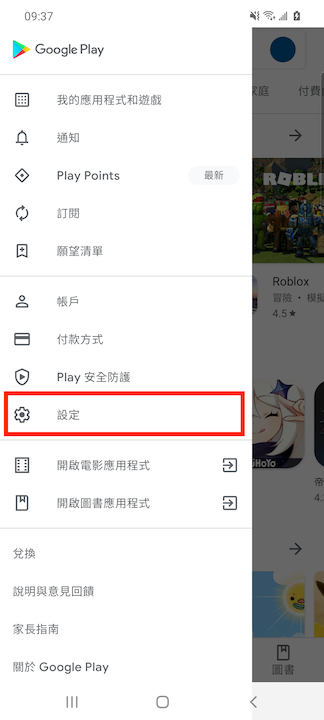 09:37
Google Play
我的應用程式和遊戲
通知
Play Points
最新
訂閱
願望清單
帳戶
付款方式
Play 安全防護
設定
開啟電影應用程式
開啟圖書應用程式
兌換
說明與意見回饋
家長指南
關於 Google Play
家庭
付費
ROBL
Roblox
冒險・模擬
4.5★
HoYo
帝
4.
圖書